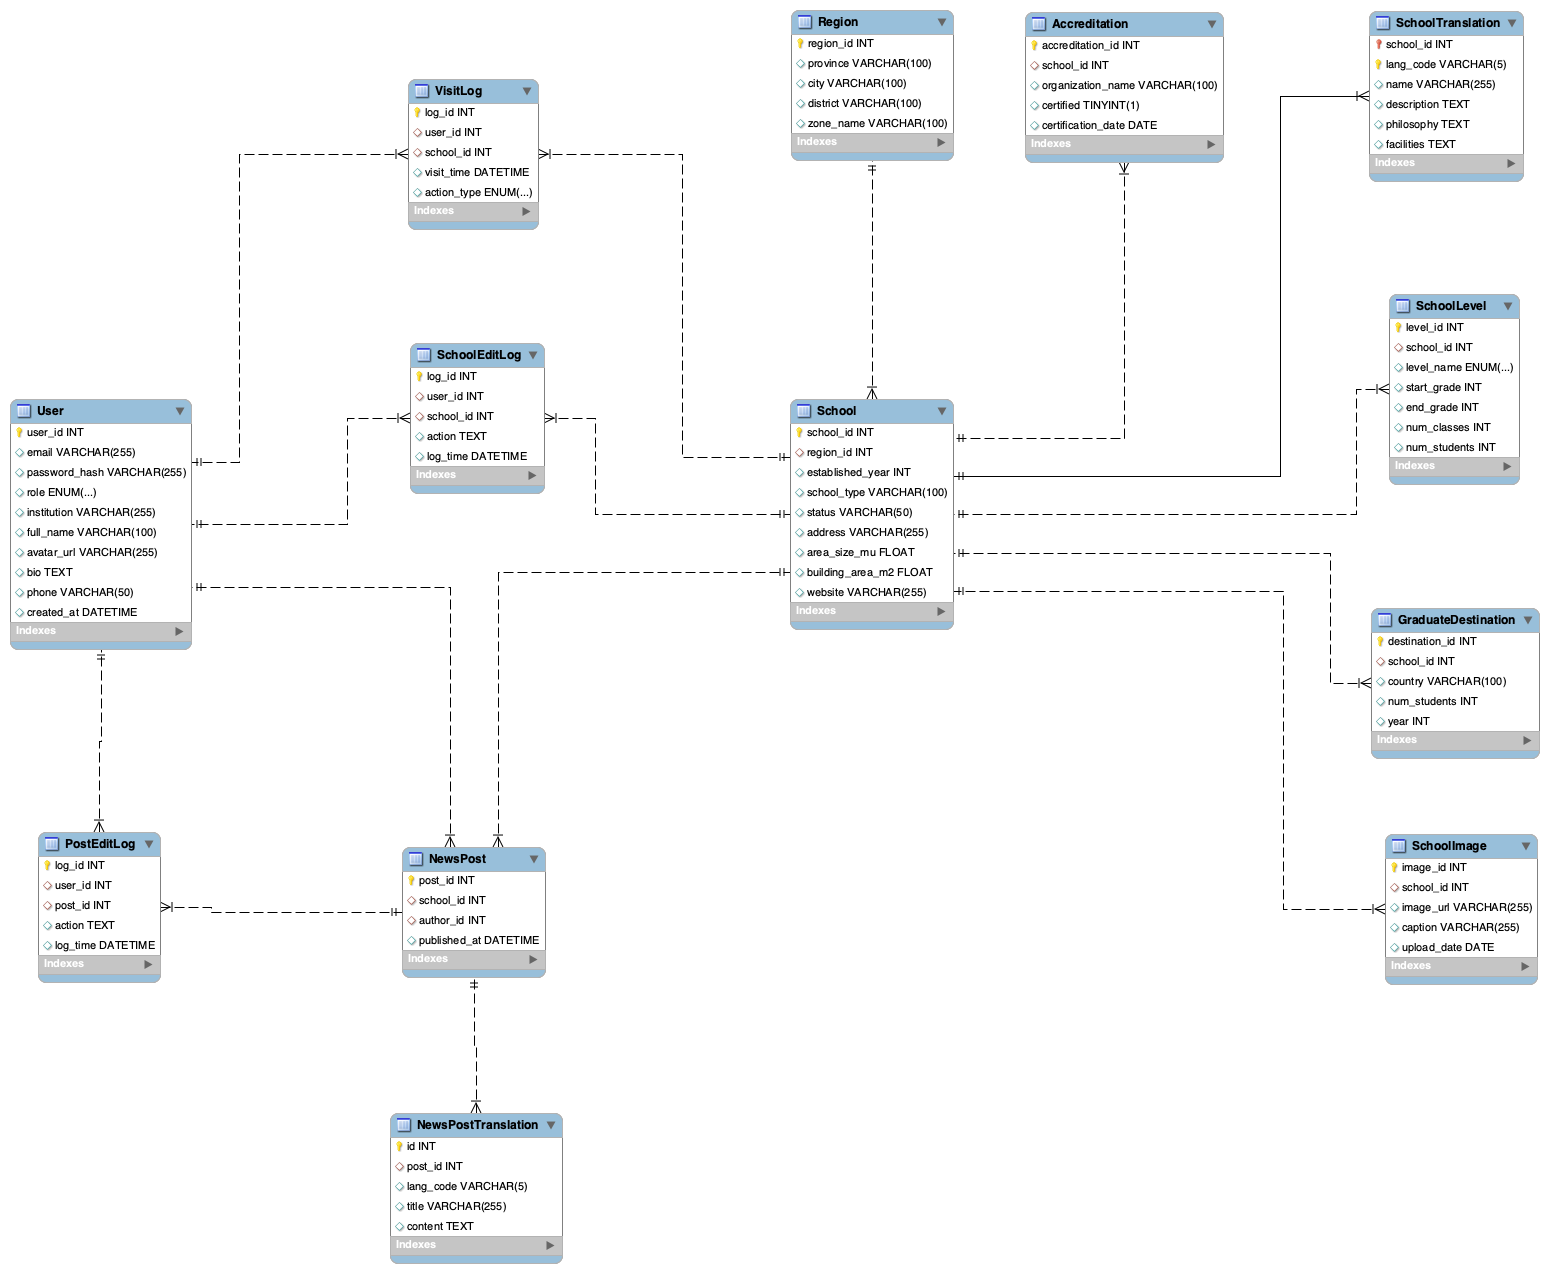 Region
region_id INT
province VARCHAR(100)
city VARCHAR(100)
district VARCHAR(100)
zone_name VARCHAR(100)
Indexes
Accreditation
accreditation_id INT
school_id INT
organization_name VARCHAR(100)
certified TINYINT(1)
certification_date DATE
Indexes
SchoolTranslation
school_id INT
lang_code VARCHAR(5)
name VARCHAR(255)
description TEXT
philosophy TEXT
facilities TEXT
Indexes
VisitLog
log_id INT
user_id INT
school_id INT
visit_time DATETIME
action_type ENUM(...)
Indexes
SchoolLevel
level_id INT
school_id INT
level_name ENUM(...)
start_grade INT
end_grade INT
num_classes INT
num_students INT
Indexes
SchoolEditLog
log_id INT
user_id INT
school_id INT
action TEXT
log_time DATETIME
Indexes
User
user_id INT
email VARCHAR(255)
password_hash VARCHAR(255)
role ENUM(...)
institution VARCHAR(255)
full_name VARCHAR(100)
avatar_url VARCHAR(255)
bio TEXT
phone VARCHAR(50)
created_at DATETIME
Indexes
School
school_id INT
region_id INT
established_year INT
school_type VARCHAR(100)
status VARCHAR(50)
address VARCHAR(255)
area_size_mu FLOAT
building_area_m2 FLOAT
website VARCHAR(255)
Indexes
GraduateDestination
destination_id INT
school_id INT
country VARCHAR(100)
num_students INT
year INT
Indexes
PostEditLog
log_id INT
user_id INT
post_id INT
action TEXT
log_time DATETIME
Indexes
NewsPost
post_id INT
school_id INT
author_id INT
published_at DATETIME
Indexes
SchoolImage
image_id INT
school_id INT
image_url VARCHAR(255)
caption VARCHAR(255)
upload_date DATE
Indexes
NewsPostTranslation
id INT
post_id INT
lang_code VARCHAR(5)
title VARCHAR(255)
content TEXT
Indexes